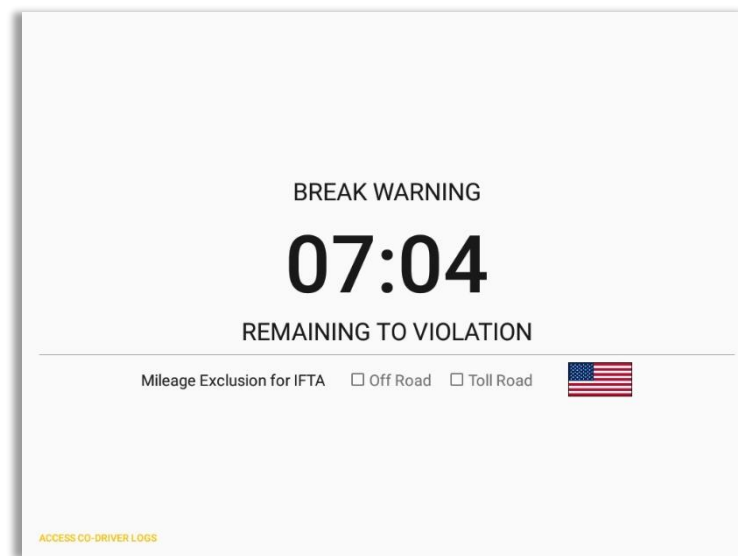 BREAK WARNING
07:04
REMAINING TO VIOLATION
Mileage Exclusion for IFTA Off Road Toll Road
ACCESS CO-DRIVER LOGS